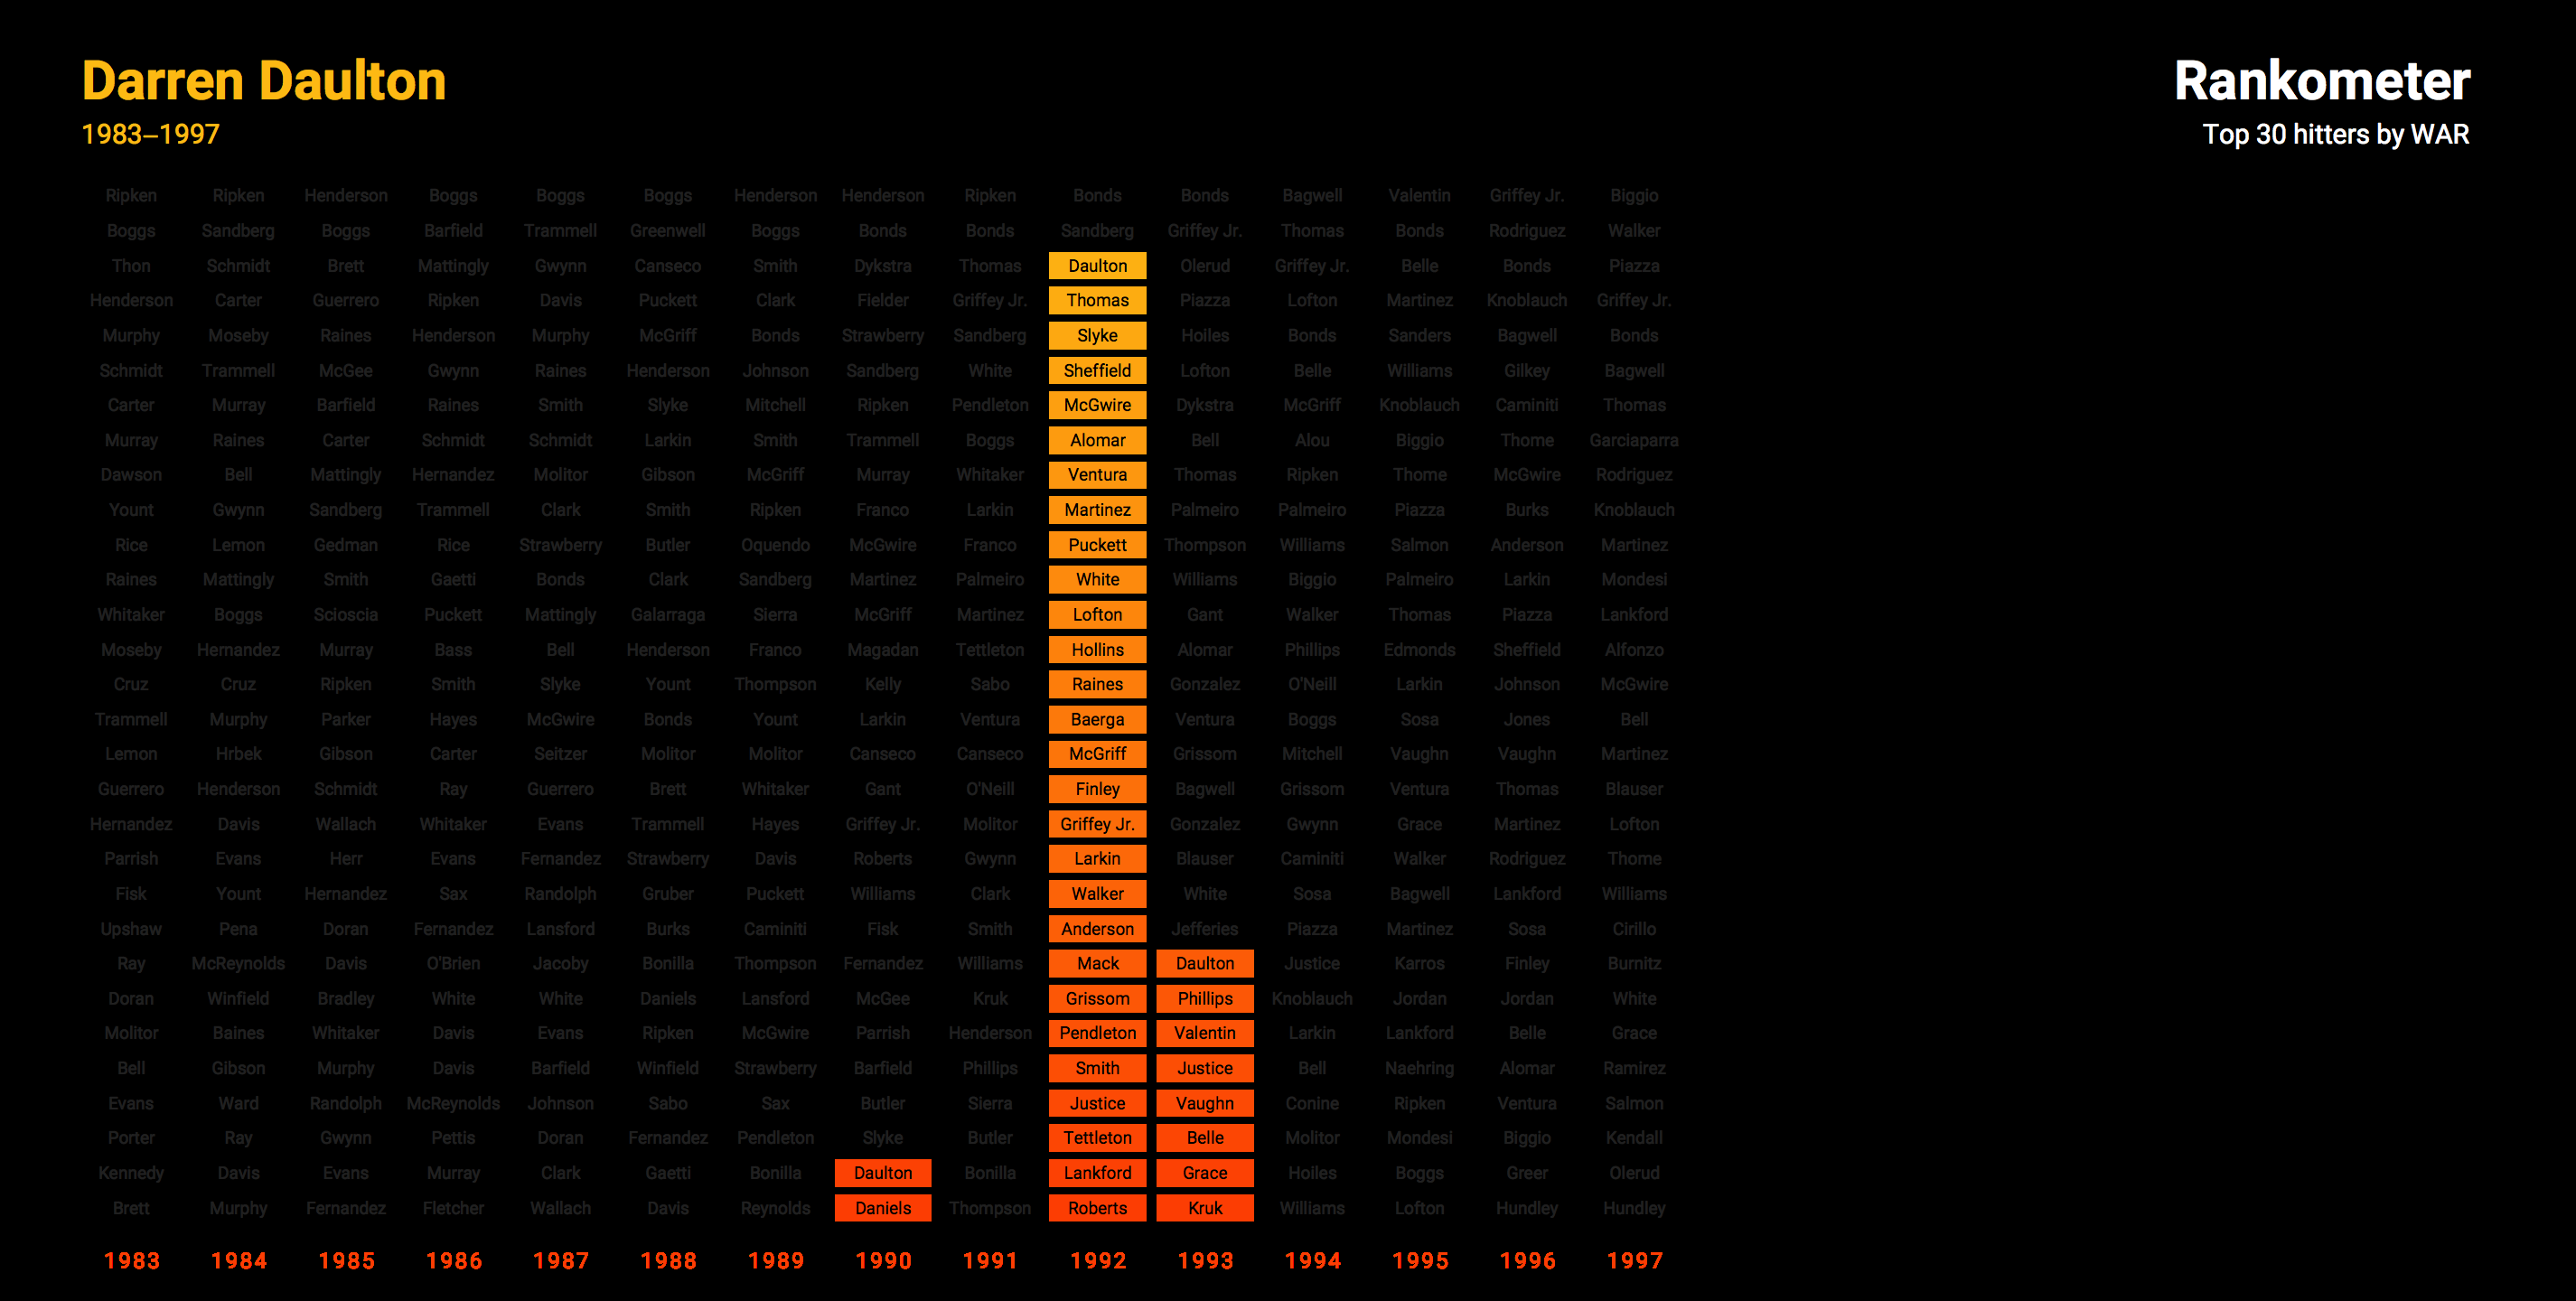 Darren Daulton
1983–1997
Rankometer
Top 30 hitters by WAR
Ripken Ripken Henderson Boggs Boggs Boggs Henderson Henderson Ripken Bonds Bonds Bagwell Valentin Griffey Jr. Biggio
Boggs Sandberg Boggs Barfield Trammell Greenwell Boggs Bonds Bonds Sandberg Griffey Jr. Thomas Bonds Rodriguez Walker
Thon Schmidt Brett Mattingly Gwynn Canseco Smith Dykstra Thomas Daulton Olerud Griffey Jr. Belle Bonds Piazza
Henderson Carter Guerrero Ripken Davis Puckett Clark Fielder Griffey Jr. Thomas Piazza Lofton Martinez Knoblauch Griffey Jr.
Murphy Moseby Raines Henderson Murphy McGriff Bonds Strawberry Sandberg Slyke Hoiles Bonds Sanders Bagwell Bonds
Schmidt Trammell McGee Gwynn Raines Henderson Johnson Sandberg White Sheffield Lofton Belle Williams Gilkey Bagwell
Carter Murray Barfield Raines Smith Slyke Mitchell Ripken Pendleton McGwire Dykstra McGriff Knoblauch Caminiti Thomas
Murray Raines Carter Schmidt Schmidt Larkin Smith Trammell Boggs Alomar Bell Alou Biggio Thome Garciaparra
Dawson Bell Mattingly Hernandez Molitor Gibson McGriff Murray Whitaker Ventura Thomas Ripken Thome McGwire Rodriguez
Yount Gwynn Sandberg Trammell Clark Smith Ripken Franco Larkin Martinez Palmeiro Palmeiro Piazza Burks Knoblauch
Rice Lemon Gedman Rice Strawberry Butler Oquendo McGwire Franco Puckett Thompson Williams Salmon Anderson Martinez
Raines Mattingly Smith Gaetti Bonds Clark Sandberg Martinez Palmeiro White Williams Biggio Palmeiro Larkin Mondesi
Whitaker Boggs Scioscia Puckett Mattingly Galarraga Sierra McGriff Martinez Lofton Gant Walker Thomas Piazza Lankford
Moseby Hernandez Murray Bass Bell Henderson Franco Magadan Tettleton Hollins Alomar Phillips Edmonds Sheffield Alfonzo
Cruz Cruz Ripken Smith Slyke Yount Thompson Kelly Sabo Raines Gonzalez O'Neill Larkin Johnson McGwire
Trammell Murphy Parker Hayes McGwire Bonds Yount Larkin Ventura Baerga Ventura Boggs Sosa Jones Bell
Lemon Hrbek Gibson Carter Seitzer Molitor Molitor Canseco Canseco McGriff Grissom Mitchell Vaughn Vaughn Martinez
Guerrero Henderson Schmidt Ray Guerrero Brett Whitaker Gant O'Neill Finley Bagwell Grissom Ventura Thomas Blauser
Hernandez Davis Wallach Whitaker Evans Trammell Hayes Griffey Jr. Molitor Griffey Jr. Gonzalez Gwynn Grace Martinez Lofton
Parrish Evans Herr Evans Fernandez Strawberry Davis Roberts Gwynn Larkin Blauser Caminiti Walker Rodriguez Thome
Fisk Yount Hernandez Sax Randolph Gruber Puckett Williams Clark Walker White Sosa Bagwell Lankford Williams
Upshaw Pena Doran Fernandez Lansford Burks Caminiti Fisk Smith Anderson Jefferies Piazza Martinez Sosa Cirillo
Ray McReynolds Davis O'Brien Jacoby Bonilla Thompson Fernandez Williams Mack Daulton Justice Karros Finley Burnitz
Doran Winfield Bradley White White Daniels Lansford McGee Kruk Grissom Phillips Knoblauch Jordan Jordan White
Molitor Baines Whitaker Davis Evans Ripken McGwire Parrish Henderson Pendleton Valentin Larkin Lankford Belle Grace
Bell Gibson Murphy Davis Barfield Winfield Strawberry Barfield Phillips Smith Justice Bell Naehring Alomar Ramirez
Evans Ward Randolph McReynolds Johnson Sabo Sax Butler Sierra Justice Vaughn Conine Ripken Ventura Salmon
Porter Ray Gwynn Pettis Doran Fernandez Pendleton Slyke Butler Tettleton Belle Molitor Mondesi Biggio Kendall
Kennedy Davis Evans Murray Clark Gaetti Bonilla Daulton Bonilla Lankford Grace Hoiles Boggs Greer Olerud
Brett Murphy Fernandez Fletcher Wallach Davis Reynolds Daniels Thompson Roberts Kruk Williams Lofton Hundley Hundley
1983 1984 1985 1986 1987 1988 1989 1990 1991 1992 1993 1994 1995 1996 1997